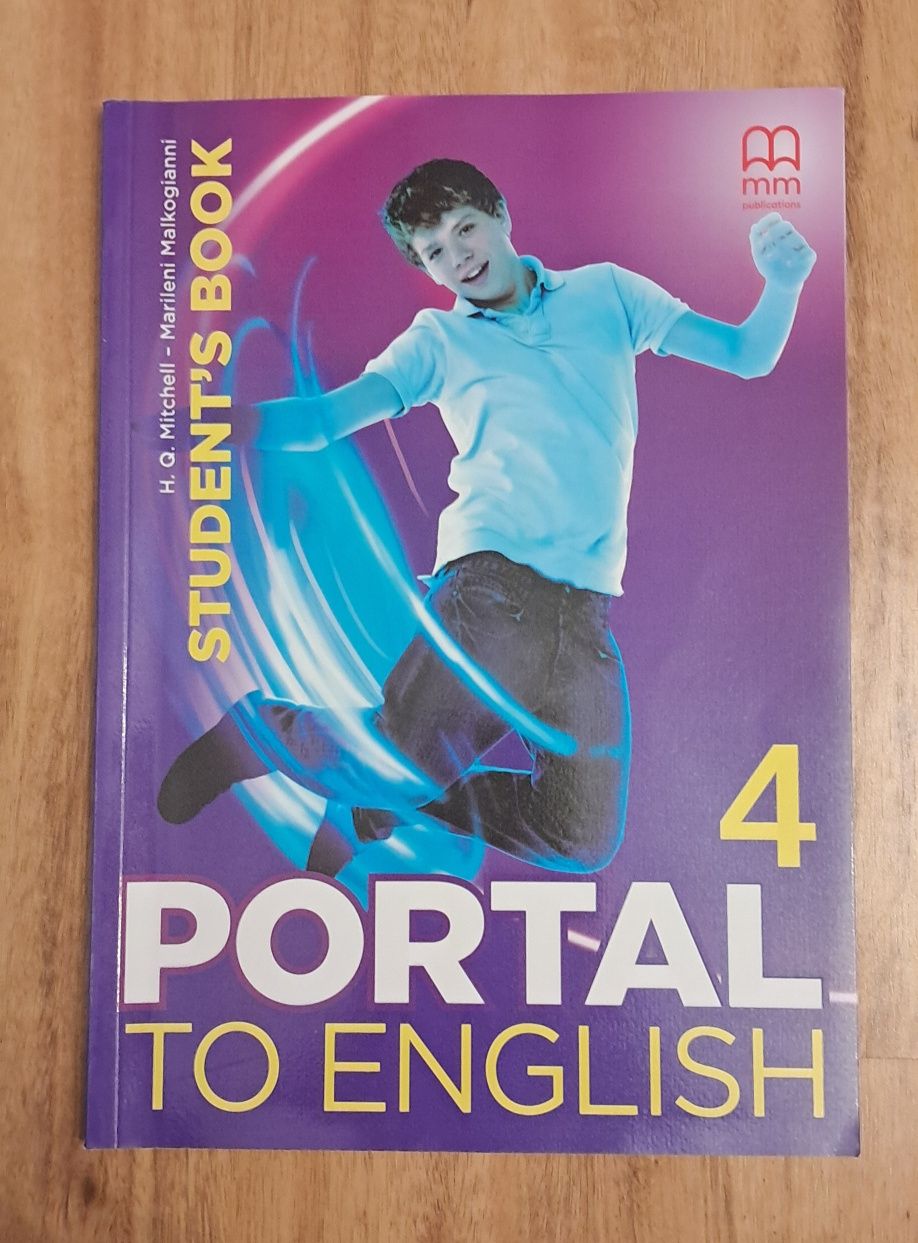 H. Q. Mitchell - Marileni Malkogianni
STUDENT'S BOOK
mm
publications
4
PORTAL
TO ENGLISH